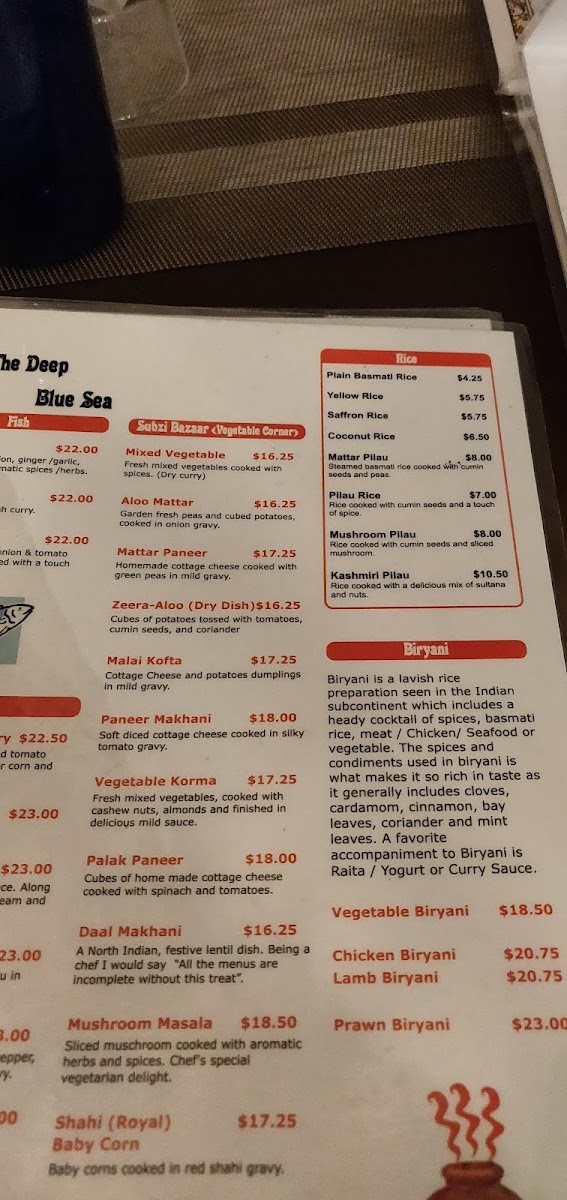 The Deep
Blue Sea
Fish
$22.00
ion, ginger /garlic,
matic spices /herbs.
$22.00
sh curry.
$22.00
onion & tomato
ed with a touch
ry $22.50
d tomato
r corn and
$23.00
$23.00
ce. Along
eam and
23.00
u in
3.00
epper,
ry.
00
Subzi Bazaar (Vegetable Corner)
Mixed Vegetable $16.25
Fresh mixed vegetables cooked with
spices. (Dry curry)
Aloo Mattar $16.25
Garden fresh peas and cubed potatoes,
cooked in onion gravy.
Mattar Paneer $17.25
Homemade cottage cheese cooked with
green peas in mild gravy.
Zeera-Aloo (Dry Dish)$16.25
Cubes of potatoes tossed with tomatoes,
cumin seeds, and coriander
Malai Kofta $17.25
Cottage Cheese and potatoes dumplings
in mild gravy.
Paneer Makhani $18.00
Soft diced cottage cheese cooked in silky
tomato gravy.
Vegetable Korma $17.25
Fresh mixed vegetables, cooked with
cashew nuts, almonds and finished in
delicious mild sauce.
Palak Paneer $18.00
Cubes of home made cottage cheese
cooked with spinach and tomatoes.
Daal Makhani $16.25
A North Indian, festive lentil dish. Being a
chef I would say "All the menus are
incomplete without this treat".
Mushroom Masala $18.50
Sliced muschroom cooked with aromatic
herbs and spices. Chef's special
vegetarian delight.
Shahi (Royal) $17.25
Baby Corn
Baby corns cooked in red shahi gravy.
Rice
Plain Basmati Rice $4.25
Yellow Rice $5.75
Saffron Rice $5.75
Coconut Rice $6.50
Mattar Pilau $8.00
Steamed basmati rice cooked with cumin
seeds and peas.
Pilau Rice $7.00
Rice cooked with cumin seeds and a touch
of spice.
Mushroom Pilau $8.00
Rice cooked with cumin seeds and sliced
mushroom.
Kashmiri Pilau $10.50
Rice cooked with a delicious mix of sultana
and nuts.
Biryani
Biryani is a lavish rice
preparation seen in the Indian
subcontinent which includes a
heady cocktail of spices, basmati
rice, meat / Chicken/ Seafood or
vegetable. The spices and
condiments used in biryani is
what makes it so rich in taste as
it generally includes cloves,
cardamom, cinnamon, bay
leaves, coriander and mint
leaves. A favorite
accompaniment to Biryani is
Raita / Yogurt or Curry Sauce.
Vegetable Biryani $18.50
Chicken Biryani $20.75
Lamb Biryani $20.75
Prawn Biryani $23.00